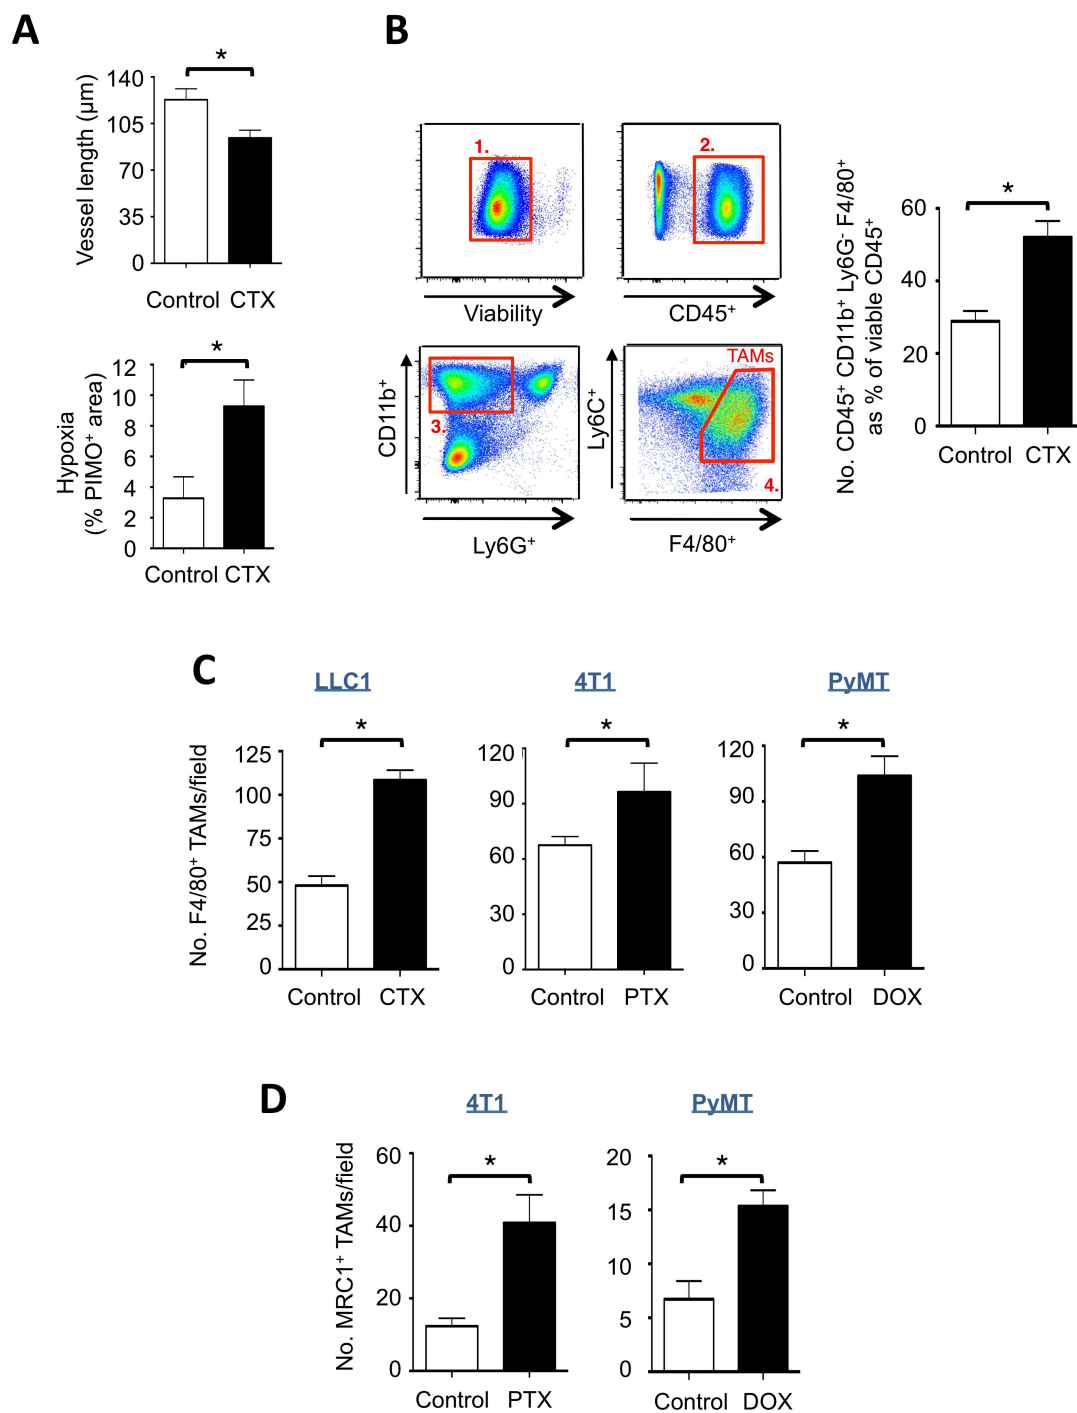 A
*
Vessel length (µm)
140
105
70
35
0
Control CTX
*
Hypoxia
(% PIMO⁺ area)
12
10
8
6
4
2
0
Control CTX
B
1.
Viability
2.
CD45⁺
CD11b⁺
3.
Ly6G⁺
Ly6C⁺
TAMs
4.
F4/80⁺
No. CD45⁺ CD11b⁺ Ly6G⁻ F4/80⁺
as % of viable CD45⁺
*
60
40
20
0
Control CTX
C
LLC1
*
No. F4/80⁺ TAMs/field
125
100
75
50
25
0
Control CTX
4T1
*
120
90
60
30
0
Control PTX
PyMT
*
120
90
60
30
0
Control DOX
D
4T1
*
No. MRC1⁺ TAMs/field
60
40
20
0
Control PTX
PyMT
*
20
15
10
5
0
Control DOX